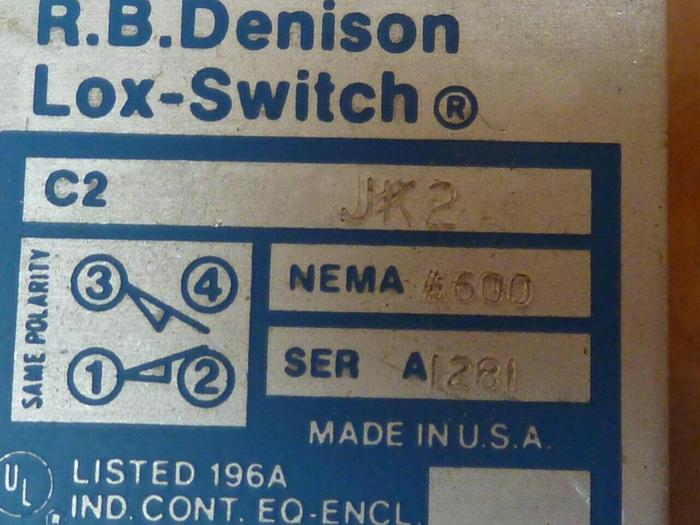 R.B.Denison
Lox-Switch®
C2 JK2
SAME POLARITY
3 4
1 2
NEMA A600
SER A1281
MADE IN U.S.A.
UL LISTED 196A
IND. CONT. EQ-ENCL.